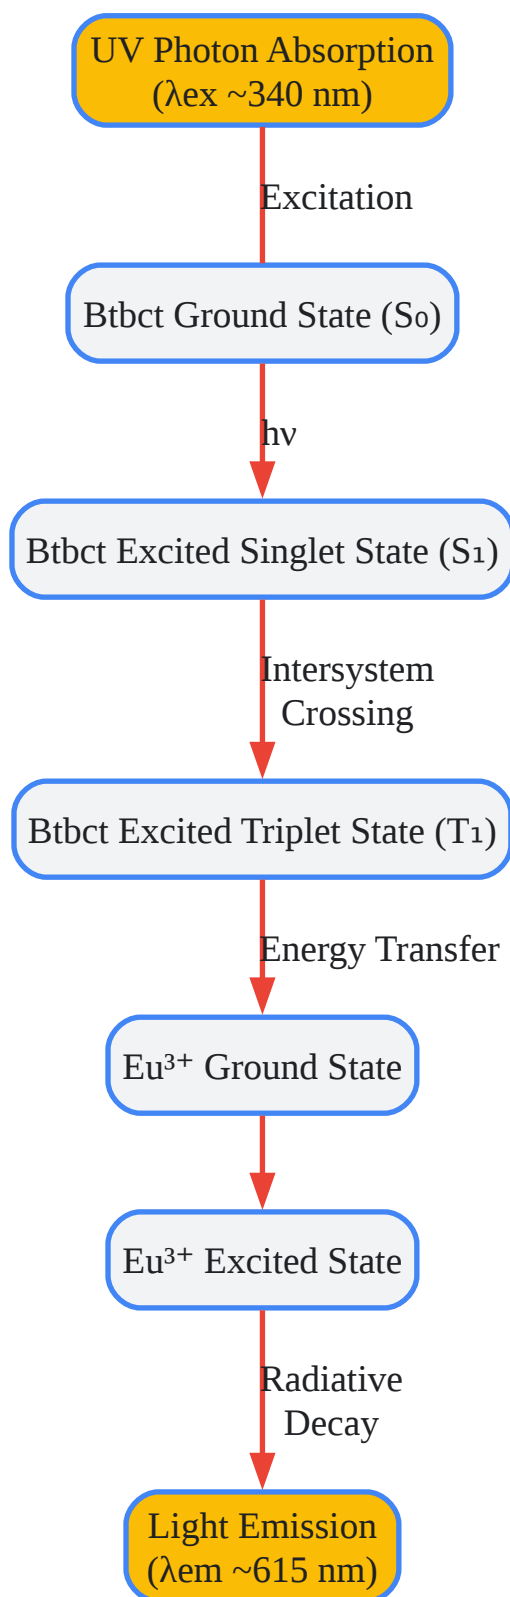 UV Photon Absorption
(λex ~340 nm)
Excitation
Btbct Ground State (S₀)
hν
Btbct Excited Singlet State (S₁)
Intersystem
Crossing
Btbct Excited Triplet State (T₁)
Energy Transfer
Eu³⁺ Ground State
Eu³⁺ Excited State
Radiative
Decay
Light Emission
(λem ~615 nm)